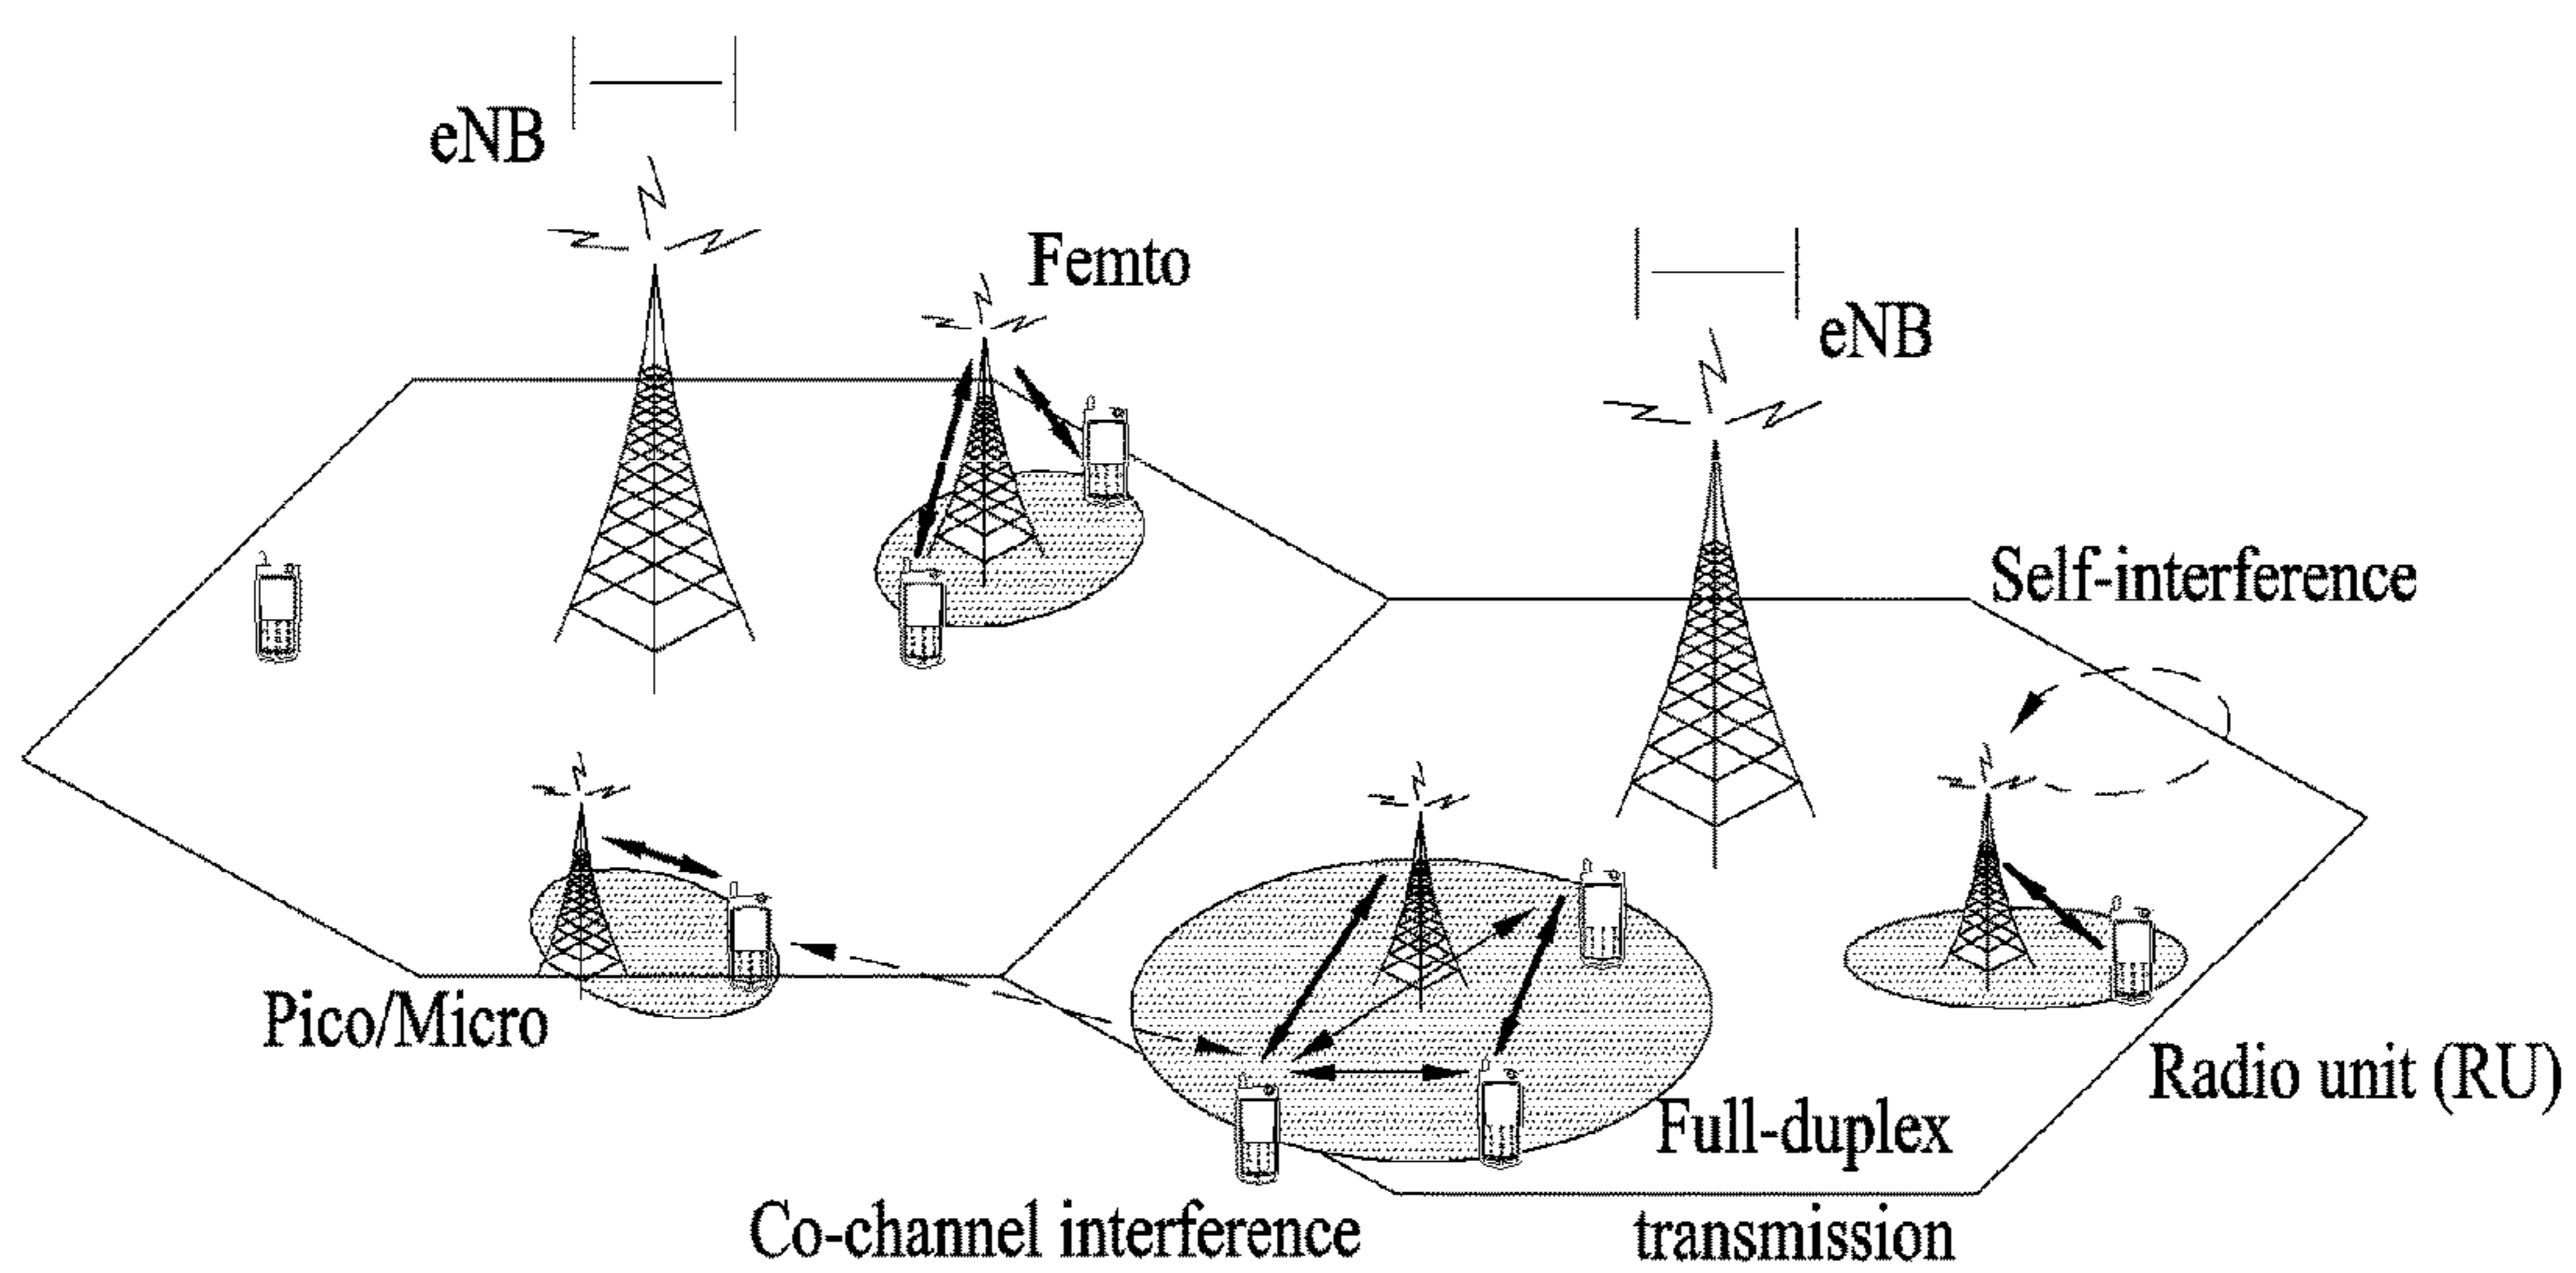 eNB
Femto
eNB
Self-interference
Pico/Micro
Radio unit (RU)
Full-duplex
transmission
Co-channel interference